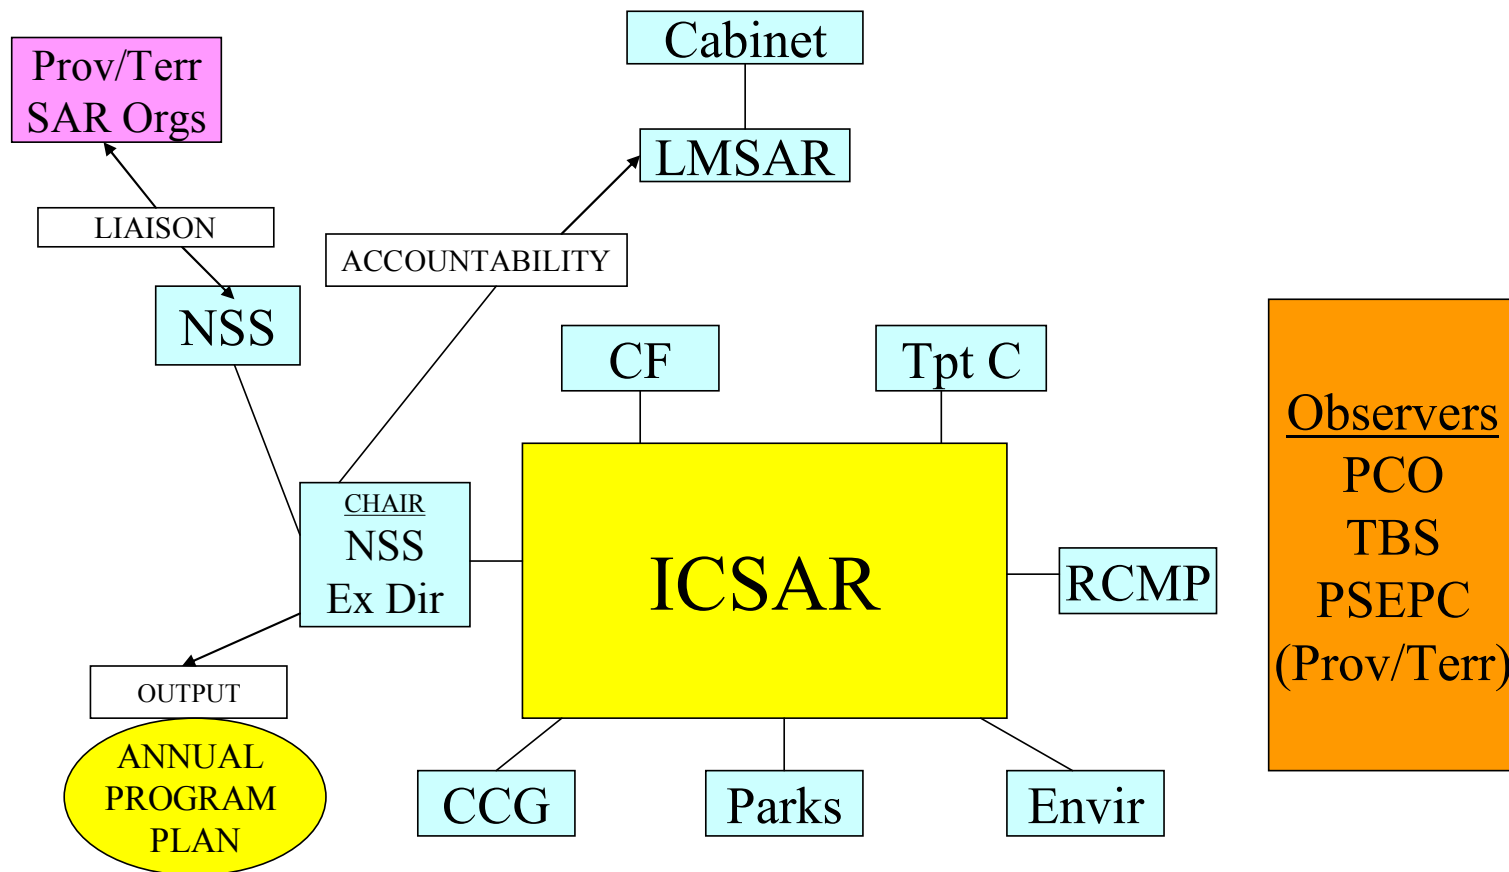 Cabinet
Prov/Terr
SAR Orgs
LMSAR
LIAISON
ACCOUNTABILITY
NSS
CF
Tpt C
Observers
PCO
TBS
PSEPC
(Prov/Terr)
CHAIR
NSS
Ex Dir
ICSAR
RCMP
OUTPUT
ANNUAL
PROGRAM
PLAN
CCG
Parks
Envir